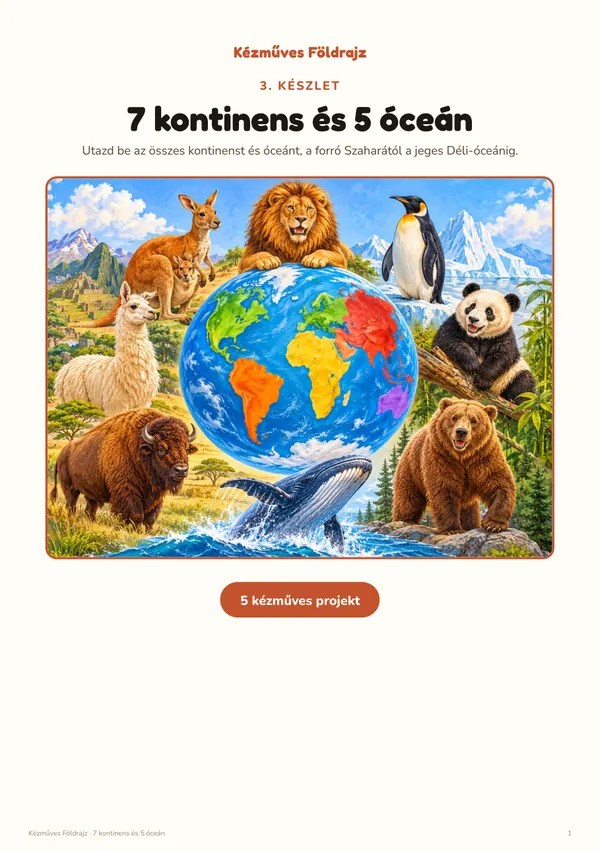 Kézműves Földrajz
3. KÉSZLET
7 kontinens és 5 óceán
Utazd be az összes kontinenst és óceánt, a forró Szaharától a jeges Déli-óceánig.
5 kézműves projekt
Kézműves Földrajz · 7 kontinens és 5 óceán
1